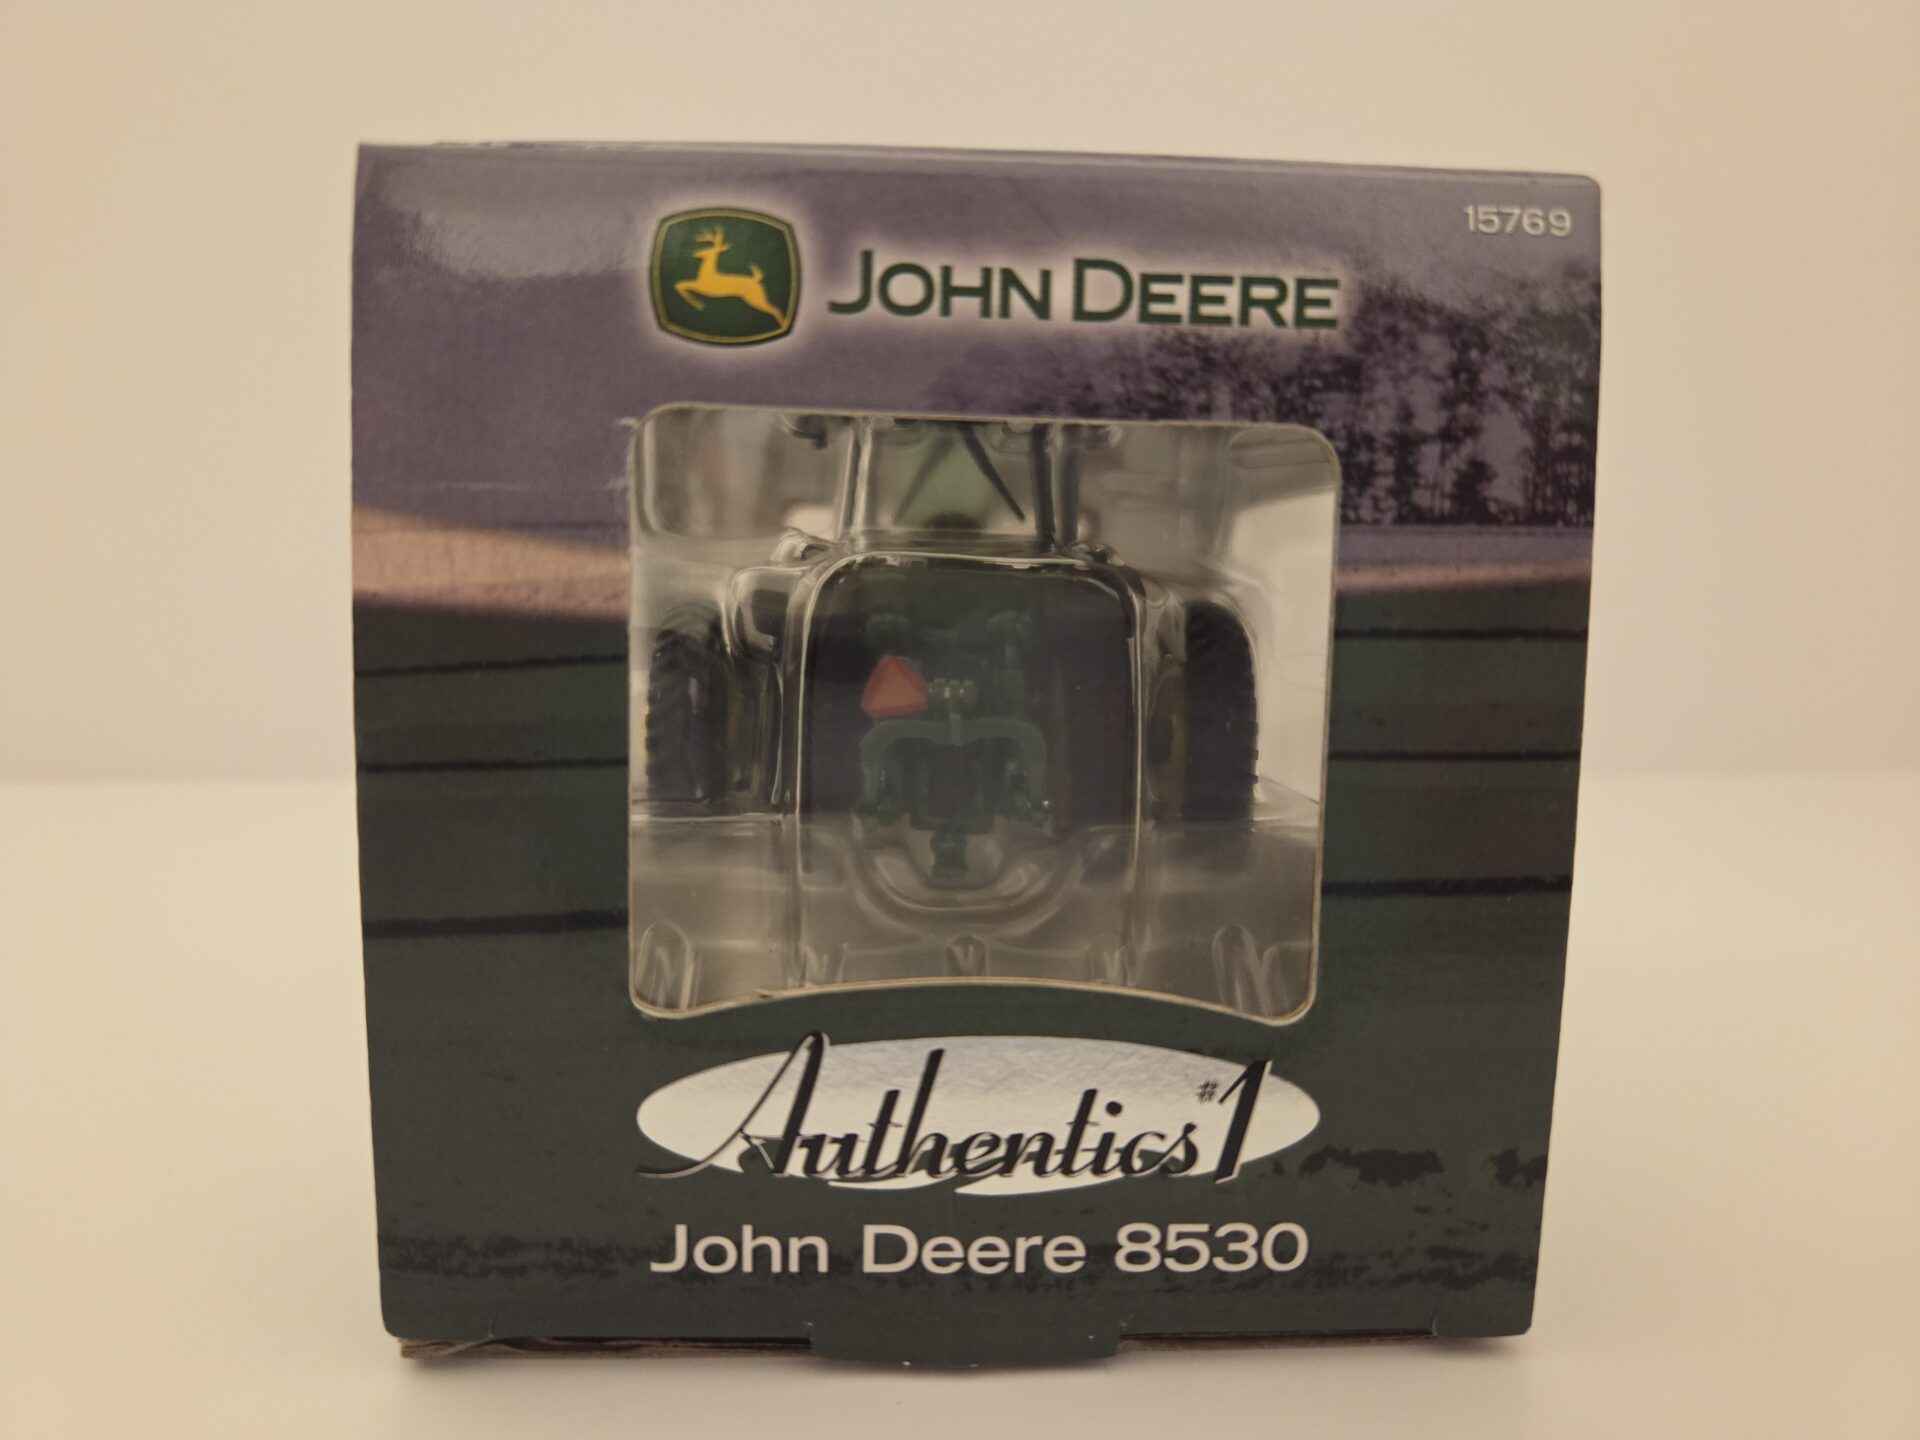 15769
JOHN DEERE
Authentics #1
John Deere 8530